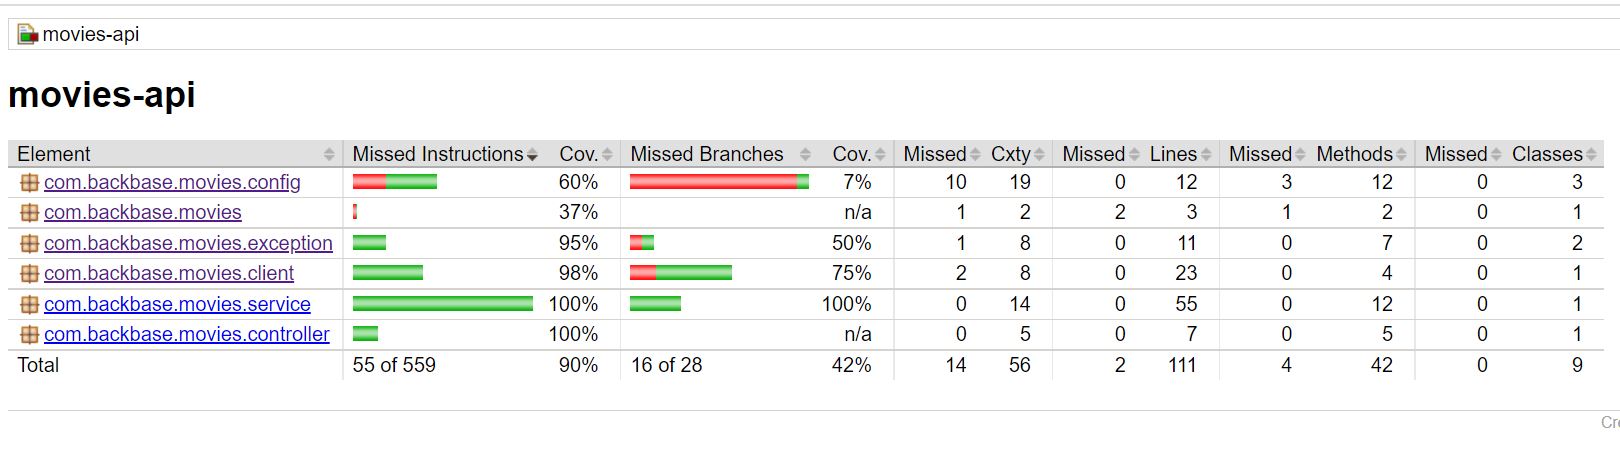 movies-api
movies-api
Element Missed Instructions Cov. Missed Branches Cov. Missed Cxty Missed Lines Missed Methods Missed Classes
com.backbase.movies.config 60% 7% 10 19 0 12 3 12 0 3
com.backbase.movies 37% n/a 1 2 2 3 1 2 0 1
com.backbase.movies.exception 95% 50% 1 8 0 11 0 7 0 2
com.backbase.movies.client 98% 75% 2 8 0 23 0 4 0 1
com.backbase.movies.service 100% 100% 0 14 0 55 0 12 0 1
com.backbase.movies.controller 100% n/a 0 5 0 7 0 5 0 1
Total 55 of 559 90% 16 of 28 42% 14 56 2 111 4 42 0 9